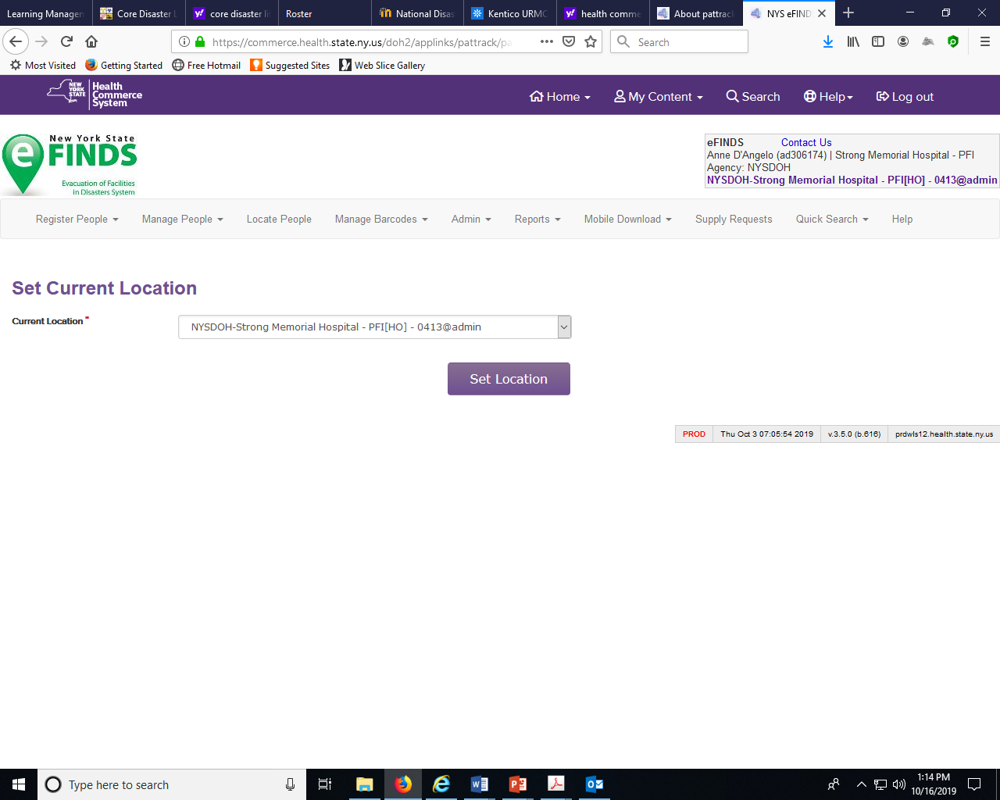 Learning Manager
Core Disaster L
core disaster li
Roster
National Disas
Kentico URMC
health comme
About pattrack
NYS eFIND
https://commerce.health.state.ny.us/doh2/applinks/pattrack/pa
Search
Most Visited
Getting Started
Free Hotmail
Suggested Sites
Web Slice Gallery
NEW YORK STATE
Health Commerce System
Home
My Content
Search
Help
Log out
New York State
eFINDS
Evacuation of Facilities
in Disasters System
eFINDS Contact Us
Anne D'Angelo (ad306174) | Strong Memorial Hospital - PFI
Agency: NYSDOH
NYSDOH-Strong Memorial Hospital - PFI[HO] - 0413@admin
Register People
Manage People
Locate People
Manage Barcodes
Admin
Reports
Mobile Download
Supply Requests
Quick Search
Help
Set Current Location
Current Location *
NYSDOH-Strong Memorial Hospital - PFI[HO] - 0413@admin
Set Location
PROD
Thu Oct 3 07:05:54 2019
v.3.5.0 (b.616)
prdwls12.health.state.ny.us
Type here to search
1:14 PM
10/16/2019